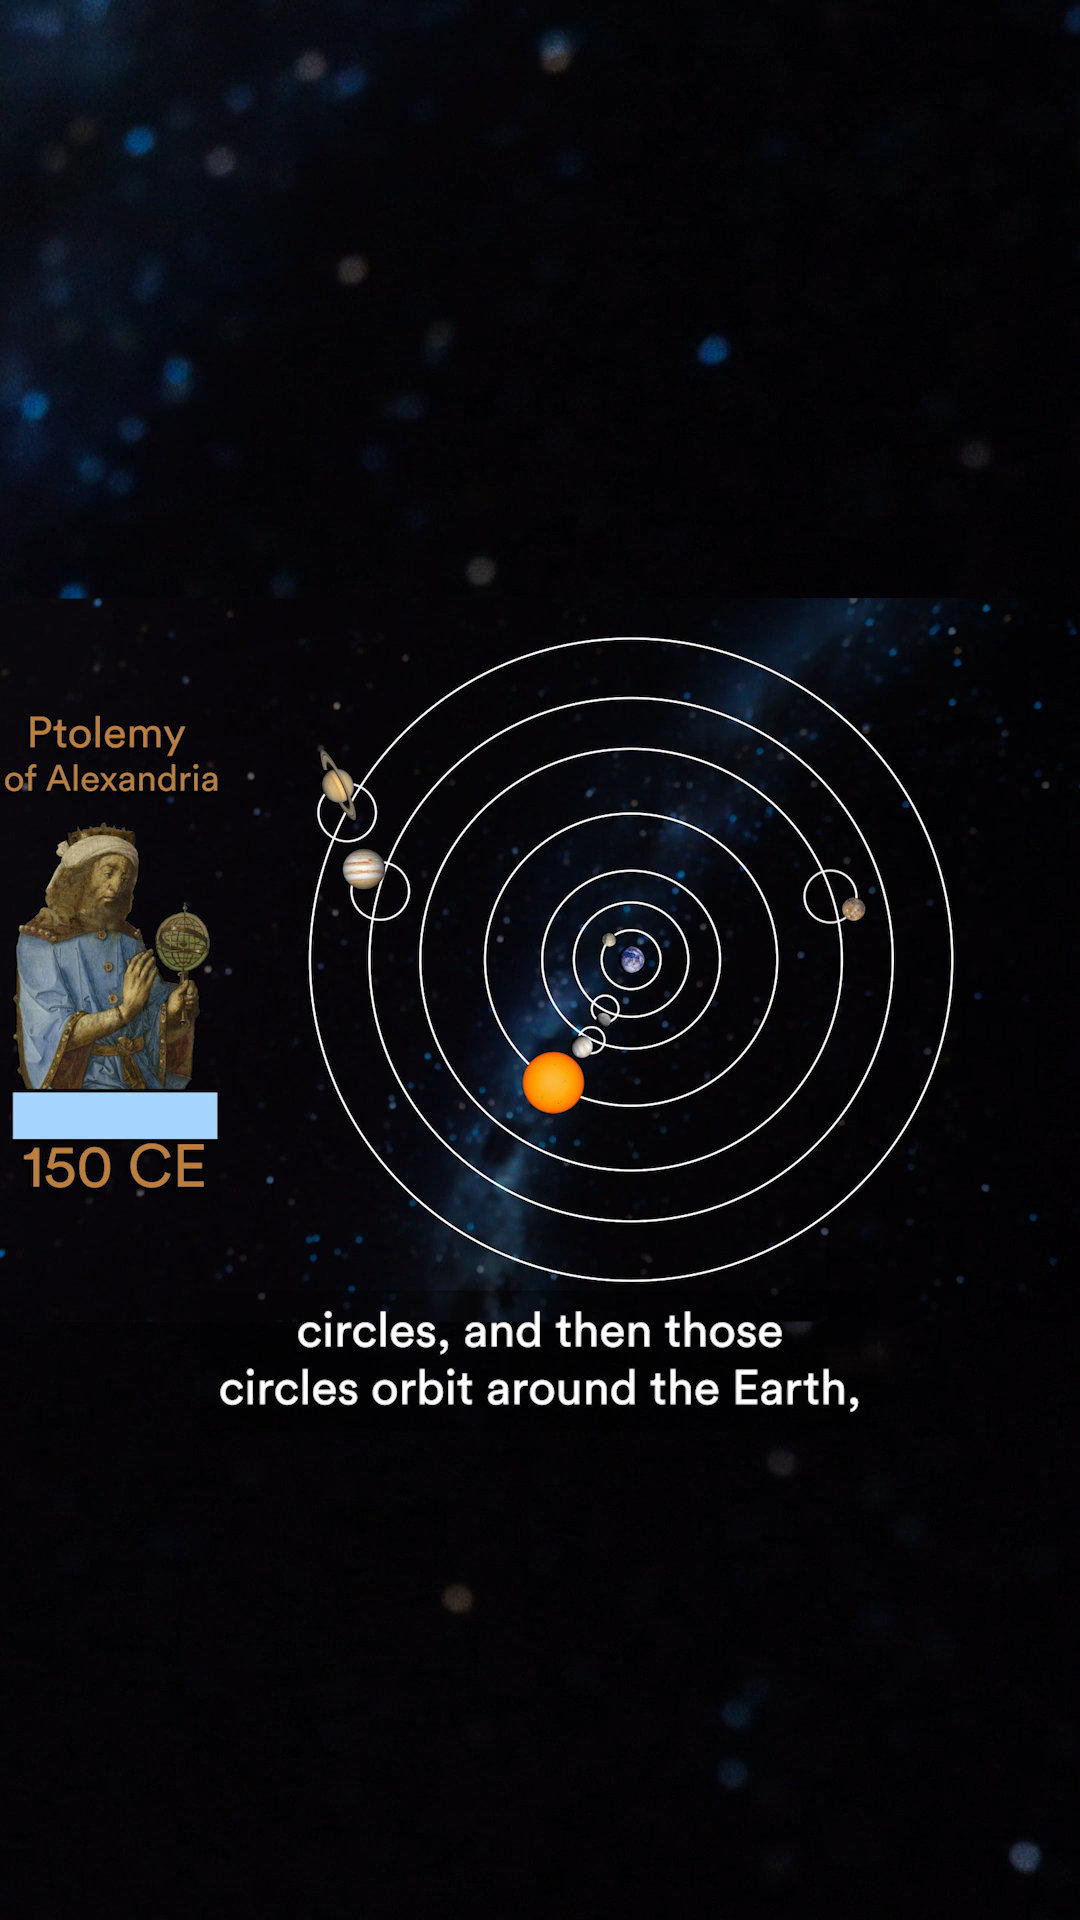 Ptolemy
of Alexandria
150 CE
circles, and then those
circles orbit around the Earth,